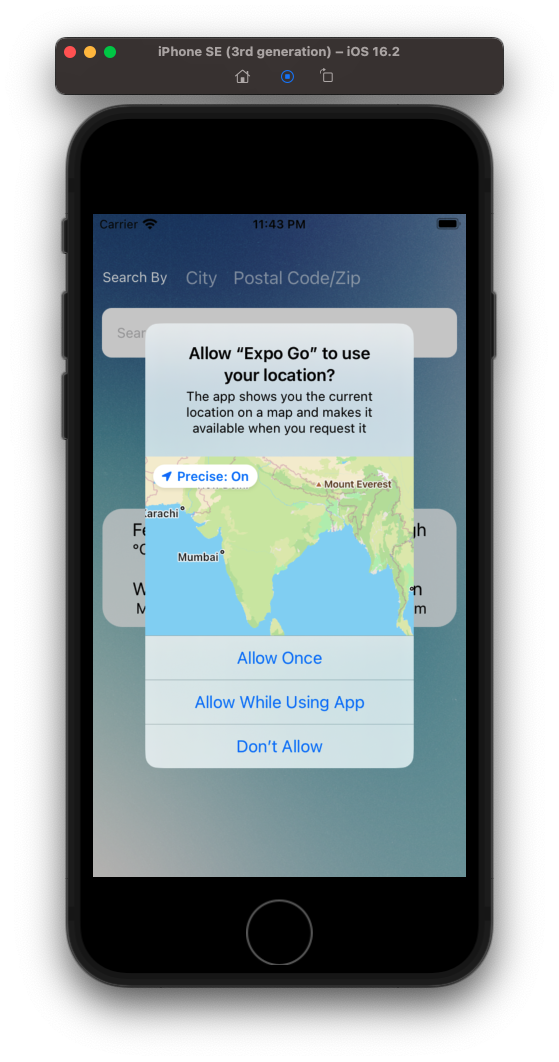 iPhone SE (3rd generation) – iOS 16.2
Carrier 11:43 PM
Search By City Postal Code/Zip
Sear
Allow “Expo Go” to use
your location?
The app shows you the current
location on a map and makes it
available when you request it
Precise: On
Mount Everest
arachi
Mumbai
Fe gh
°C
W n
M m
Allow Once
Allow While Using App
Don’t Allow